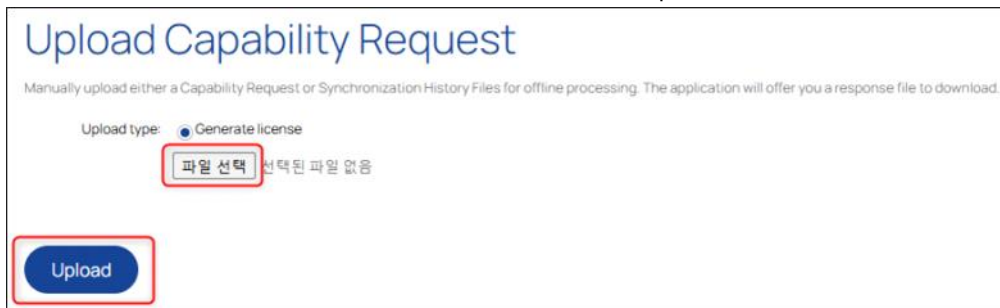 Upload Capability Request
Manually upload either a Capability Request or Synchronization History Files for offline processing. The application will offer you a response file to download.
Upload type: Generate license
파일 선택 선택된 파일 없음
Upload